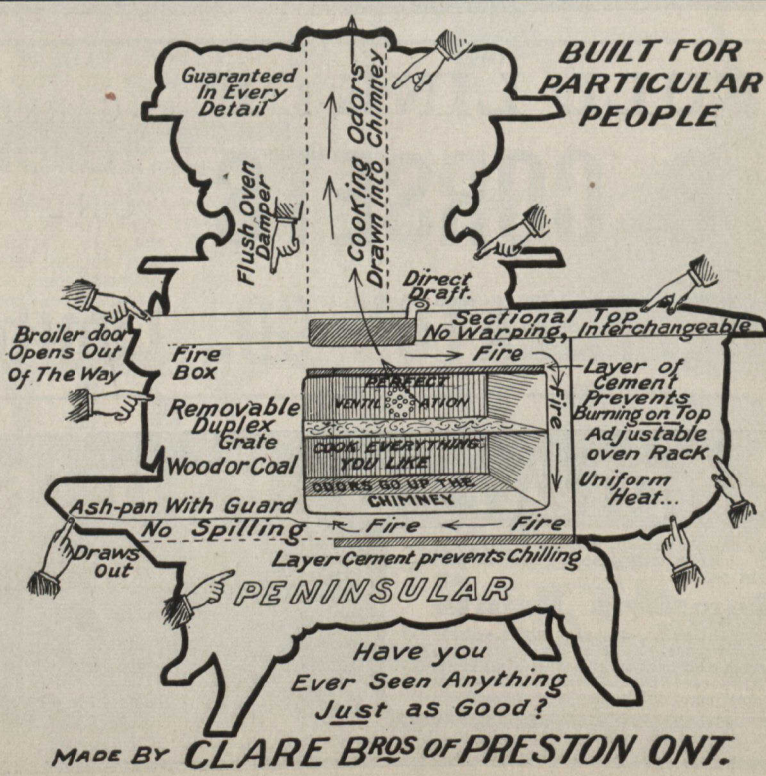 BUILT FOR
PARTICULAR
PEOPLE
Guaranteed
In Every
Detail
Cooking Odors
Drawn into Chimney
Flush Oven
Damper
Direct
Draft.
Broiler door
Opens Out
Of The Way
Sectional Top
No Warping, Interchangeable
Fire
Box
Fire
Fire
Layer of
Cement
Prevents
Burning on Top
Adjustable
oven Rack
Uniform
Heat...
PERFECT
VENTILATION
Removable
Duplex
Grate
Wood or Coal
COOK EVERYTHING
YOU LIKE
ODORS GO UP THE
CHIMNEY
Ash-pan With Guard
No Spilling
Fire
Fire
Draws
Out
Layer Cement prevents Chilling
PENINSULAR
Have you
Ever Seen Anything
Just as Good?
MADE BY CLARE BROS OF PRESTON ONT.